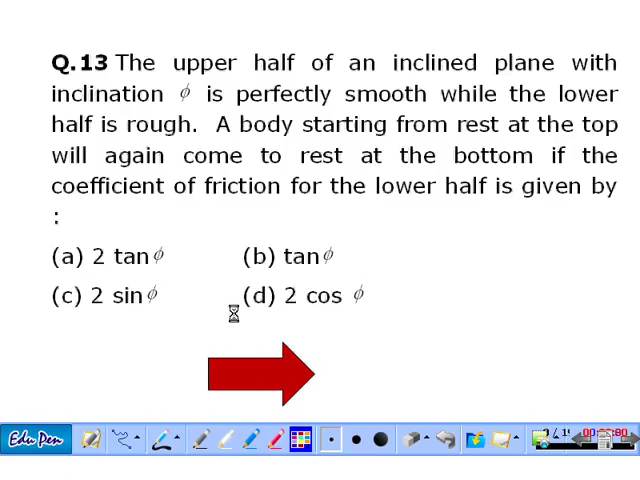 Q.13 The upper half of an inclined plane with
inclination ϕ is perfectly smooth while the lower
half is rough. A body starting from rest at the top
will again come to rest at the bottom if the
coefficient of friction for the lower half is given by
:
(a) 2 tanϕ (b) tanϕ
(c) 2 sinϕ (d) 2 cos ϕ
Edu Pen